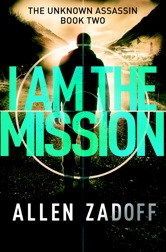 THE UNKNOWN ASSASSIN
BOOK TWO
I AM THE
MISSION
ALLEN ZADOFF